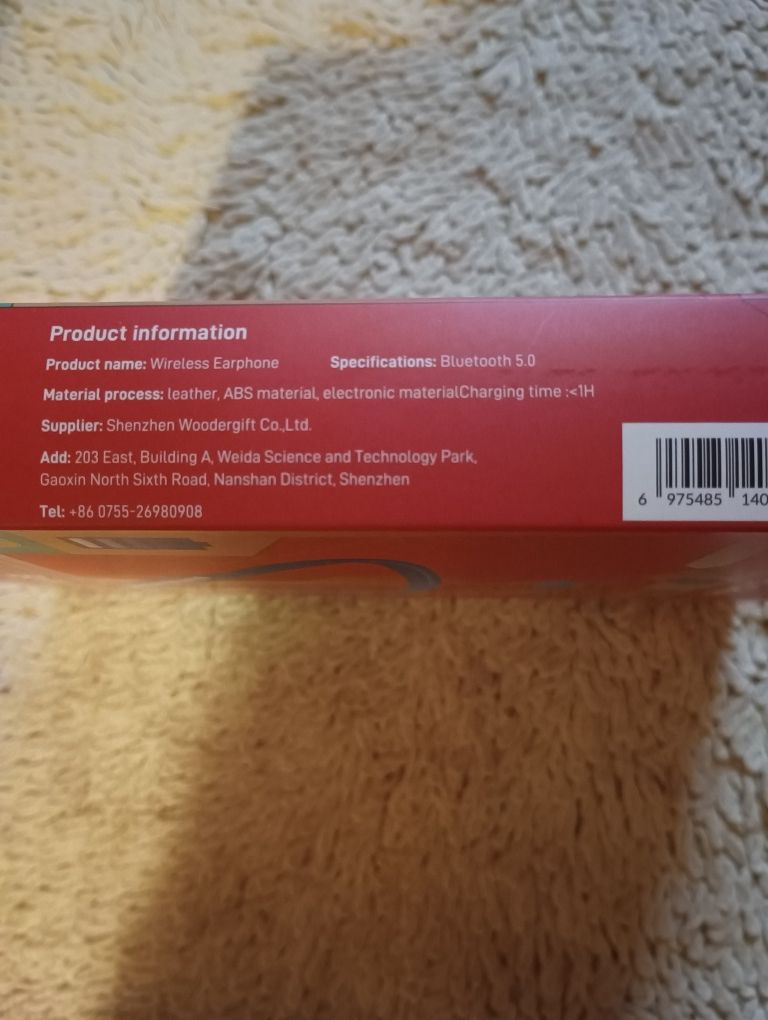 Product information
Product name: Wireless Earphone Specifications: Bluetooth 5.0
Material process: leather, ABS material, electronic materialCharging time :<1H
Supplier: Shenzhen Woodergift Co.,Ltd.
Add: 203 East, Building A, Weida Science and Technology Park,
Gaoxin North Sixth Road, Nanshan District, Shenzhen
Tel: +86 0755-26980908
6 975485 140